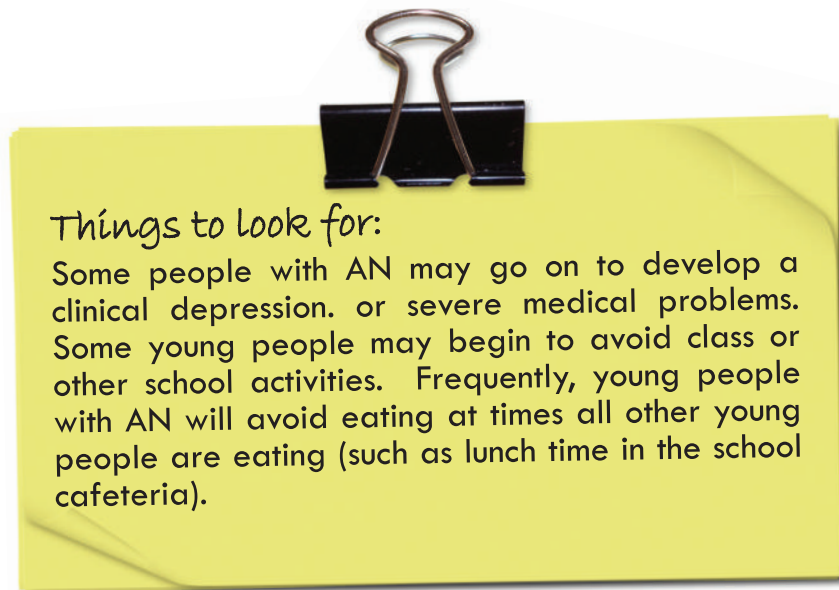 Things to look for:
Some people with AN may go on to develop a
clinical depression. or severe medical problems.
Some young people may begin to avoid class or
other school activities. Frequently, young people
with AN will avoid eating at times all other young
people are eating (such as lunch time in the school
cafeteria).